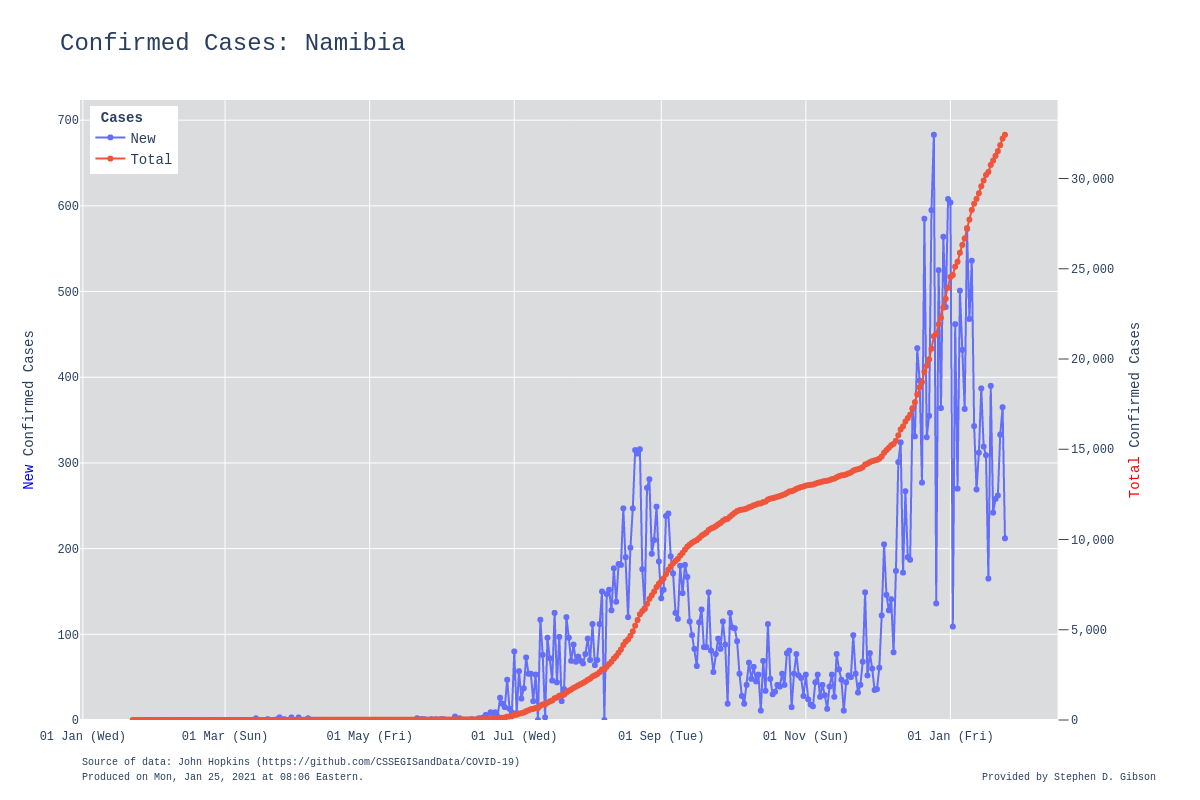 Confirmed Cases: Namibia
Cases
New
Total
700
600
500
400
300
200
100
0
New Confirmed Cases
30,000
25,000
20,000
15,000
10,000
5,000
0
Total Confirmed Cases
01 Jan (Wed) 01 Mar (Sun) 01 May (Fri) 01 Jul (Wed) 01 Sep (Tue) 01 Nov (Sun) 01 Jan (Fri)
Source of data: John Hopkins (https://github.com/CSSEGISandData/COVID-19)
Produced on Mon, Jan 25, 2021 at 08:06 Eastern.
Provided by Stephen D. Gibson